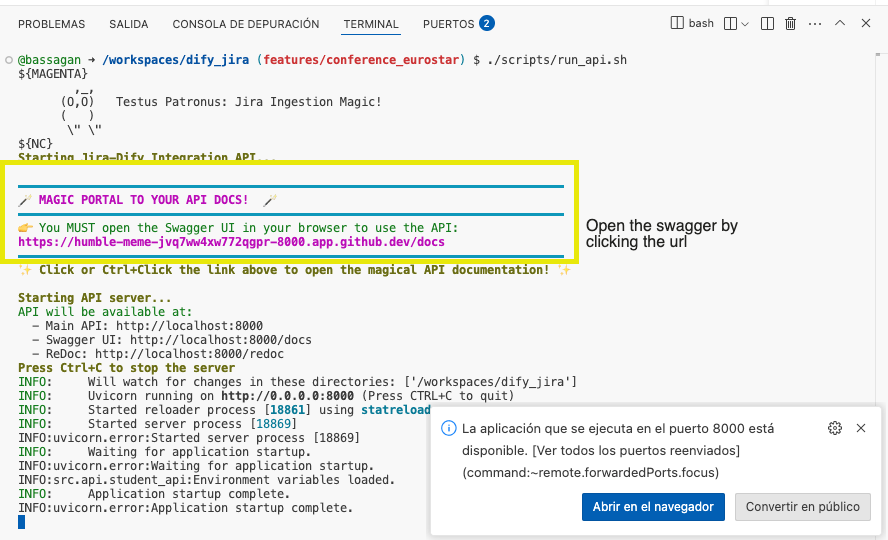 PROBLEMAS SALIDA CONSOLA DE DEPURACIÓN TERMINAL PUERTOS 2 bash
@bassagan → /workspaces/dify_jira (features/conference_eurostar) $ ./scripts/run_api.sh
${MAGENTA}
,_,
(O,O) Testus Patronus: Jira Ingestion Magic!
( )
\" \"
${NC}
Starting Jira-Dify Integration API...
🪄 MAGIC PORTAL TO YOUR API DOCS! 🪄
👉 You MUST open the Swagger UI in your browser to use the API:
https://humble-meme-jvq7ww4xw772qgpr-8000.app.github.dev/docs
Open the swagger by
clicking the url
✨ Click or Ctrl+Click the link above to open the magical API documentation! ✨
Starting API server...
API will be available at:
- Main API: http://localhost:8000
- Swagger UI: http://localhost:8000/docs
- ReDoc: http://localhost:8000/redoc
Press Ctrl+C to stop the server
INFO: Will watch for changes in these directories: ['/workspaces/dify_jira']
INFO: Uvicorn running on http://0.0.0.0:8000 (Press CTRL+C to quit)
INFO: Started reloader process [18861] using statreload
INFO: Started server process [18869]
INFO:uvicorn.error:Started server process [18869]
INFO: Waiting for application startup.
INFO:uvicorn.error:Waiting for application startup.
INFO:src.api.student_api:Environment variables loaded.
INFO: Application startup complete.
INFO:uvicorn.error:Application startup complete.
La aplicación que se ejecuta en el puerto 8000 está
disponible. [Ver todos los puertos reenviados]
(command:~remote.forwardedPorts.focus)
Abrir en el navegador Convertir en público